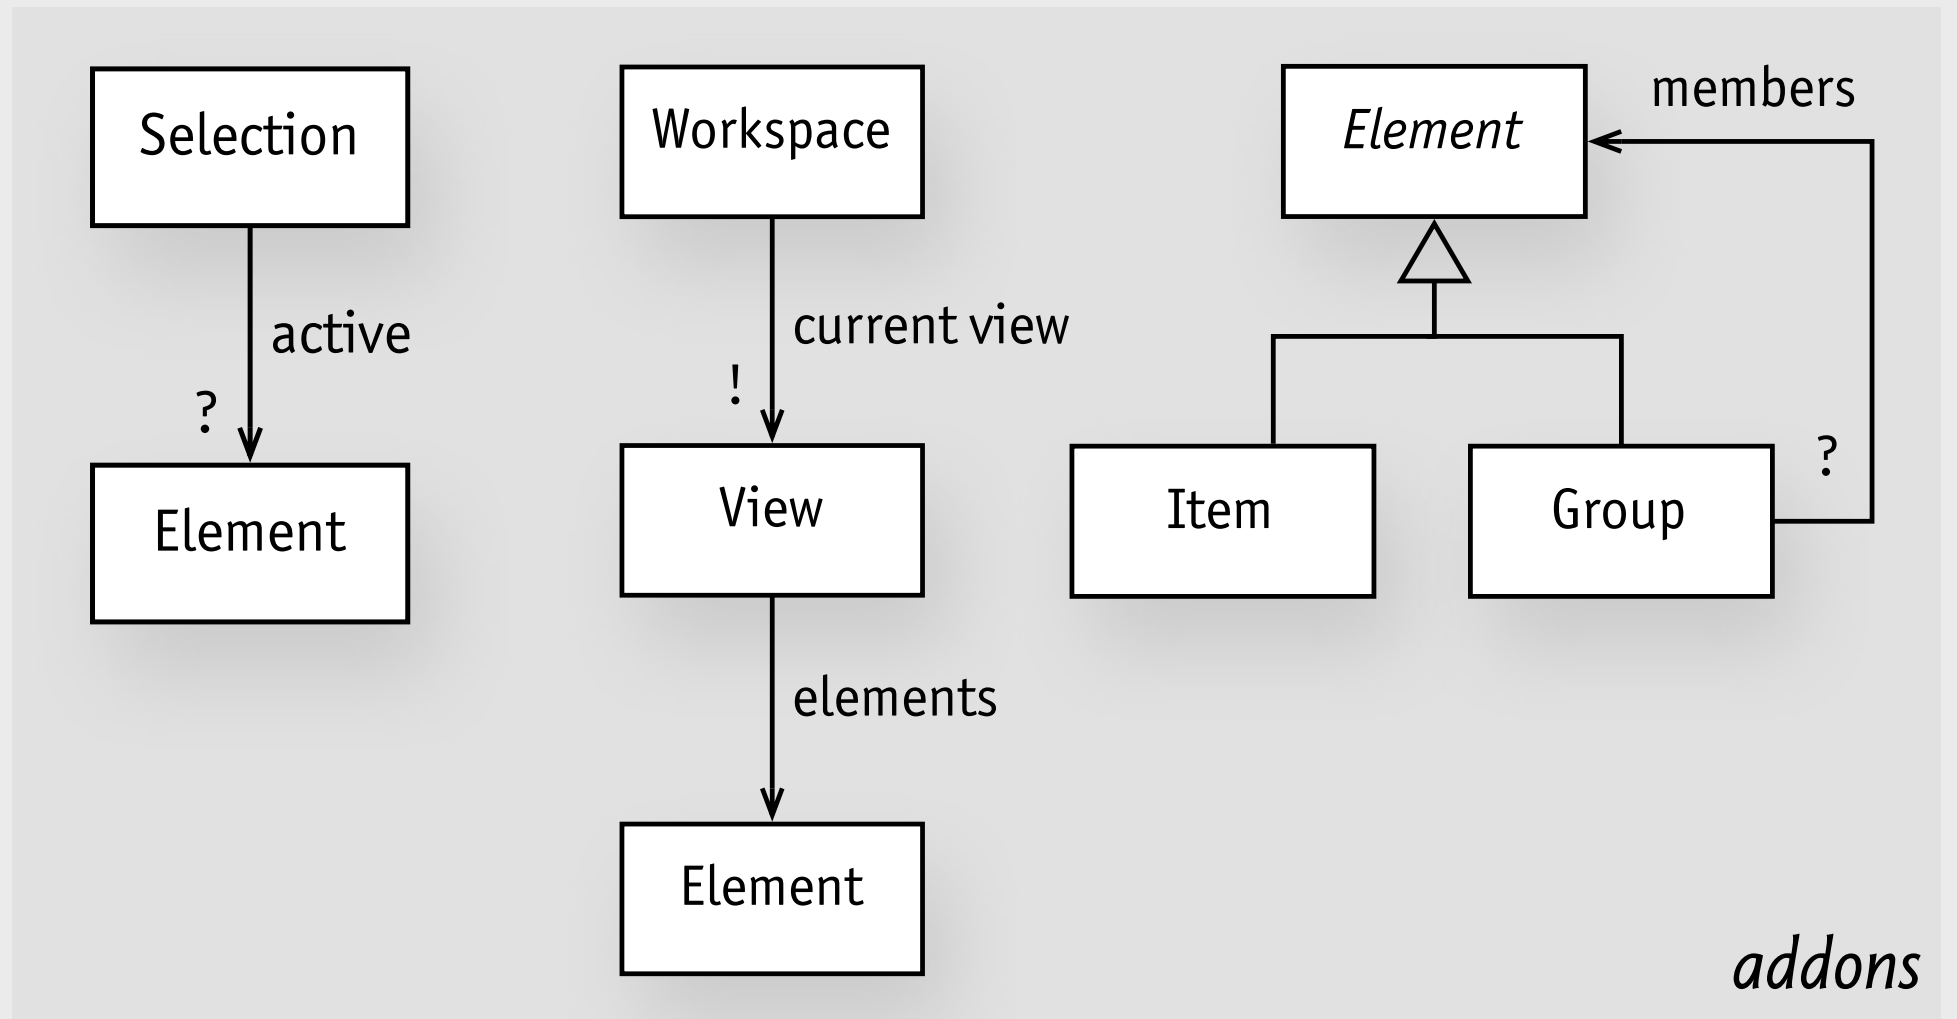 Selection
active
?
Element
Workspace
current view
!
View
elements
Element
Element
members
Item
Group
?
addons